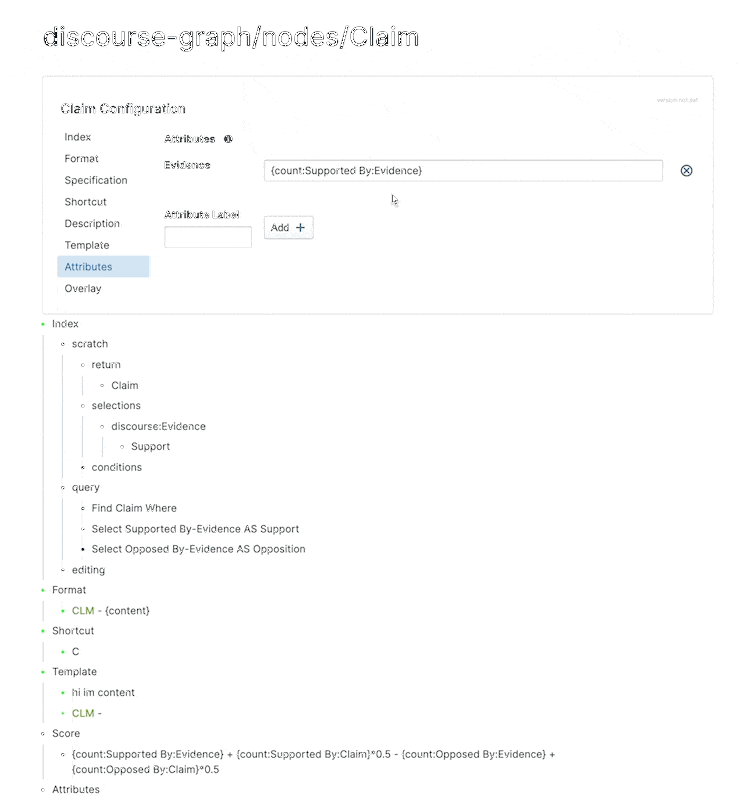 discourse-graph/nodes/Claim
Claim Configuration
version not set
Index
Format
Specification
Shortcut
Description
Template
Attributes
Overlay
Attributes
Evidence
{count:Supported By:Evidence}
Attribute Label
Add +
Index
scratch
return
Claim
selections
discourse:Evidence
Support
conditions
query
Find Claim Where
Select Supported By-Evidence AS Support
Select Opposed By-Evidence AS Opposition
editing
Format
CLM - {content}
Shortcut
C
Template
hi im content
CLM -
Score
{count:Supported By:Evidence} + {count:Supported By:Claim}*0.5 - {count:Opposed By:Evidence} +
{count:Opposed By:Claim}*0.5
Attributes